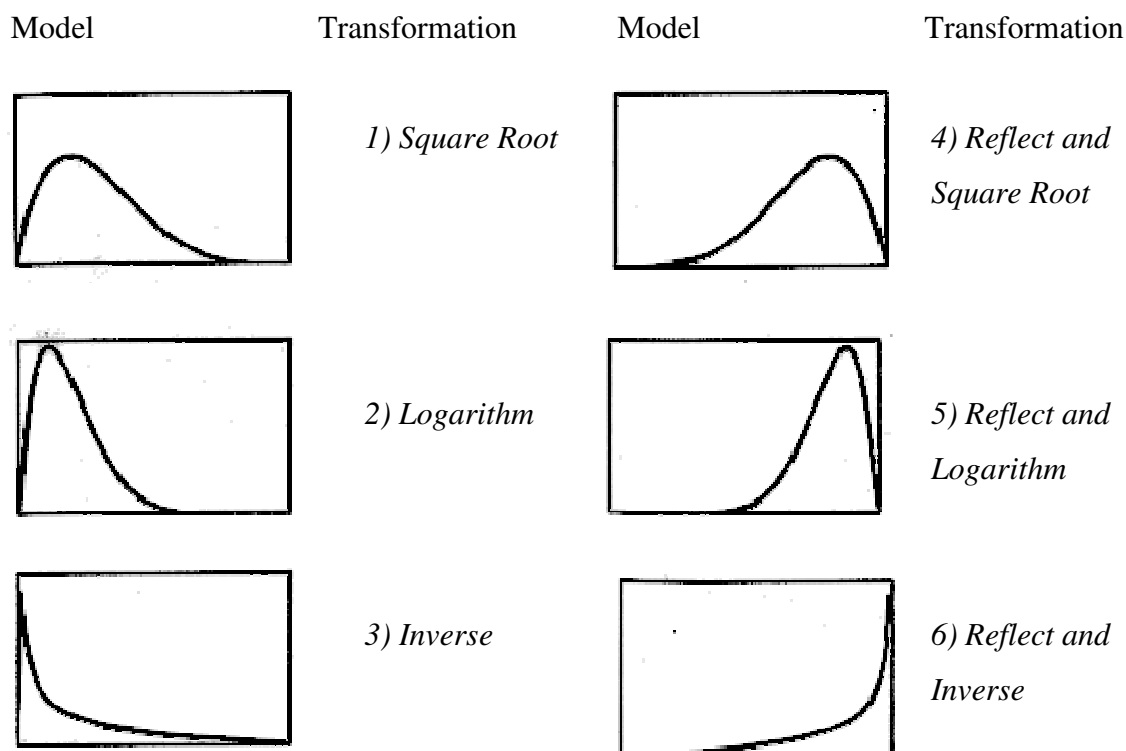 Model Transformation Model Transformation
1) Square Root
4) Reflect and
Square Root
2) Logarithm
5) Reflect and
Logarithm
3) Inverse
6) Reflect and
Inverse